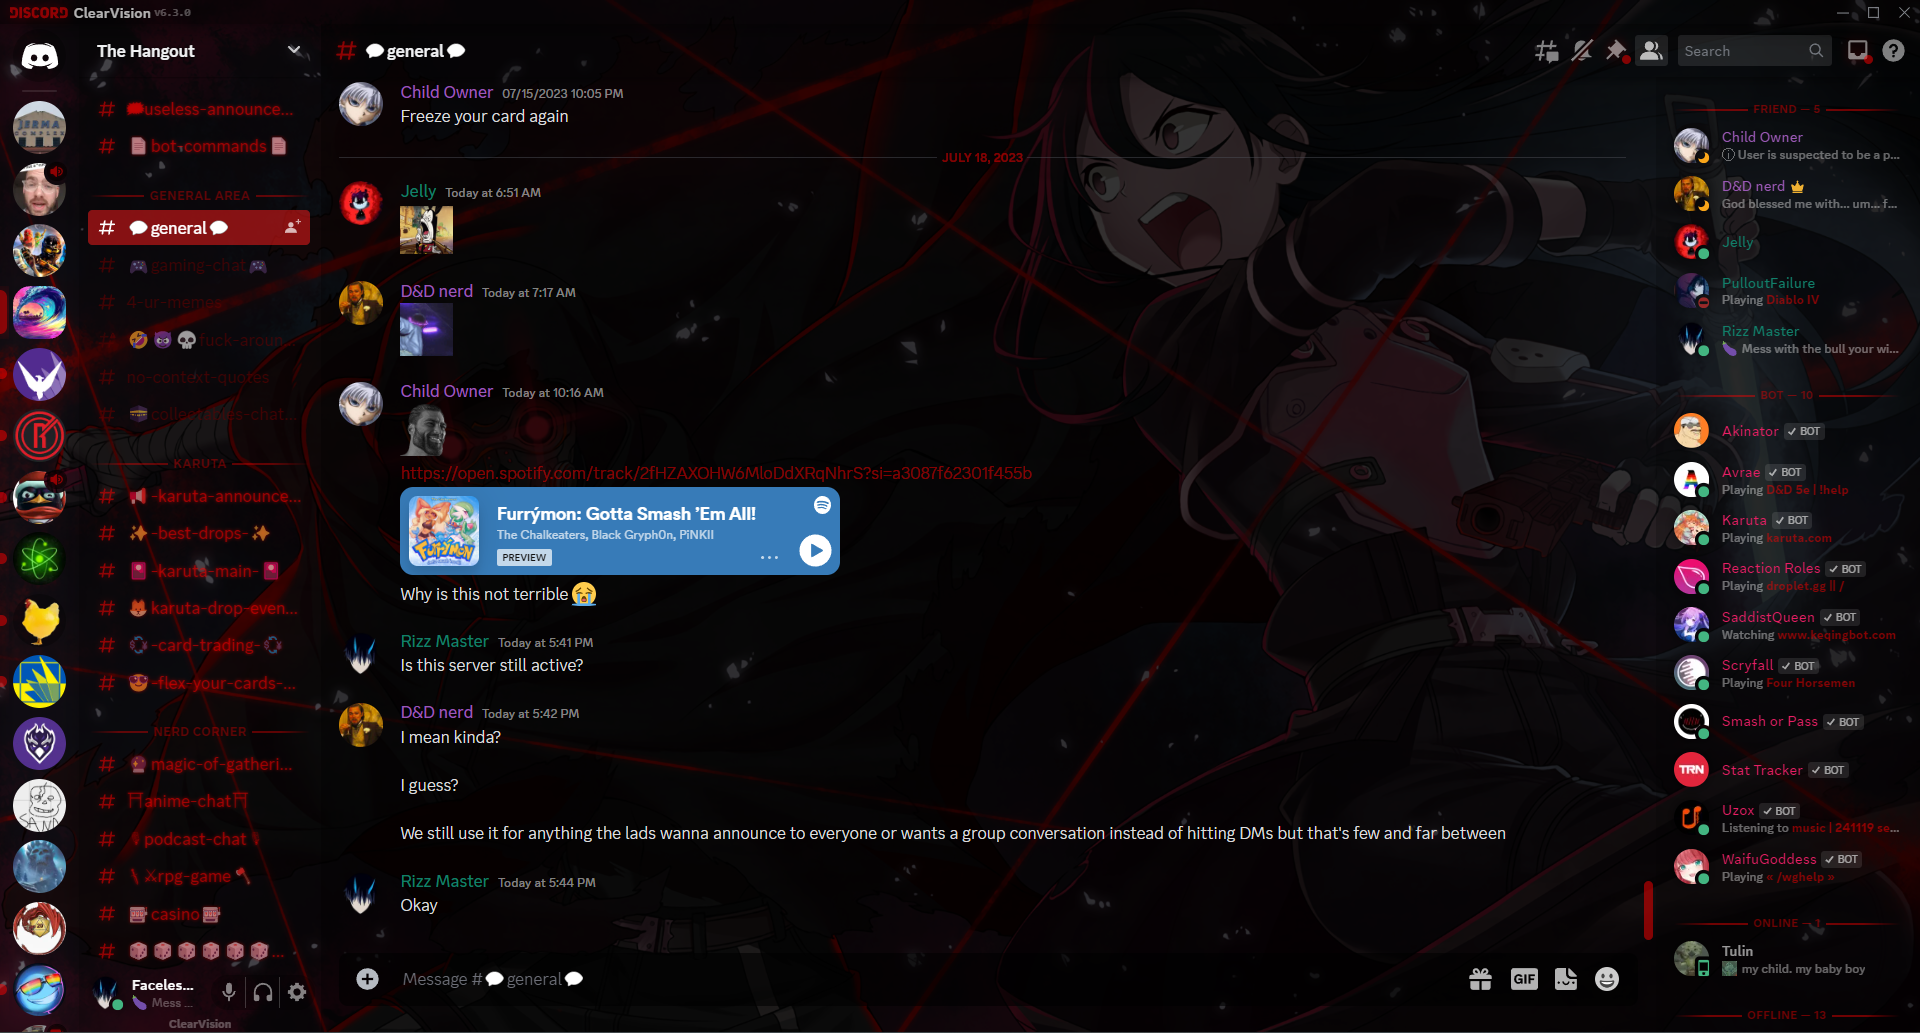 DISCORD ClearVision v6.3.0
The Hangout
useless-announce...
bot-commands
GENERAL AREA
general
gaming-chat
4-ur-memes
fuck-aroun...
no-context-quotes
collectables-chat...
KARUTA
-karuta-announce...
-best-drops-
-karuta-main-
karuta-drop-even...
-card-trading-
-flex-your-cards-...
NERD CORNER
magic-of-gatheri...
anime-chat
podcast-chat
rpg-game
casino
Faceles...
Mess ...
ClearVision
# general
Search
Child Owner 07/15/2023 10:05 PM
Freeze your card again
JULY 18, 2023
Jelly Today at 6:51 AM
D&D nerd Today at 7:17 AM
Child Owner Today at 10:16 AM
https://open.spotify.com/track/2fHZAXOHW6MloDdXRqNhrS?si=a3087f62301f455b
FURRYMON
Furrýmon: Gotta Smash ’Em All!
The Chalkeaters, Black Gryph0n, PiNKII
PREVIEW
Why is this not terrible
Rizz Master Today at 5:41 PM
Is this server still active?
D&D nerd Today at 5:42 PM
I mean kinda?
I guess?
We still use it for anything the lads wanna announce to everyone or wants a group conversation instead of hitting DMs but that's few and far between
Rizz Master Today at 5:44 PM
Okay
Message # general
GIF
FRIEND — 5
Child Owner
User is suspected to be a p...
D&D nerd
God blessed me with... um... f...
Jelly
PulloutFailure
Playing Diablo IV
Rizz Master
Mess with the bull your wi...
BOT — 10
Akinator BOT
Avrae BOT
Playing D&D 5e | !help
Karuta BOT
Playing karuta.com
Reaction Roles BOT
Playing droplet.gg || /
SaddistQueen BOT
Watching www.keqingbot.com
Scryfall BOT
Playing Four Horsemen
Smash or Pass BOT
TRN
Stat Tracker BOT
Uzox BOT
Listening to music | 241119 se...
WaifuGoddess BOT
Playing « /wghelp »
ONLINE — 1
Tulin
my child. my baby boy
OFFLINE — 13